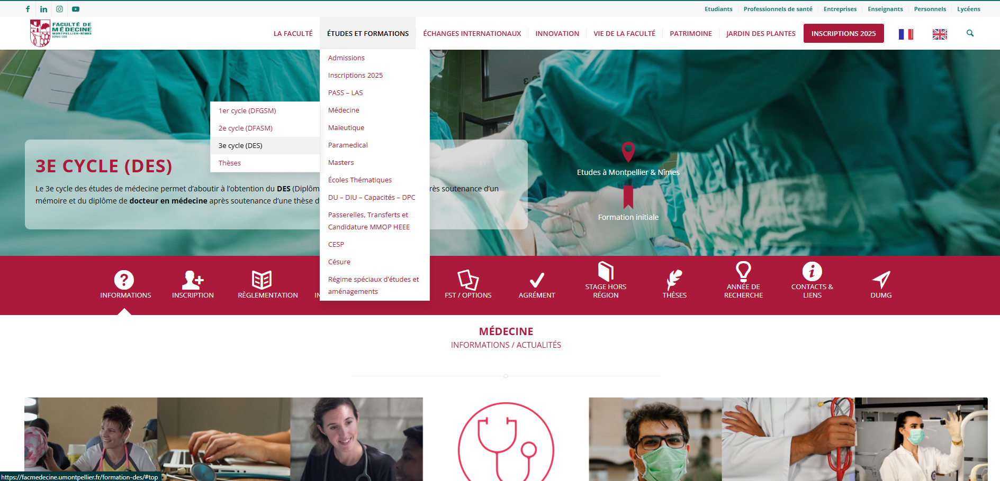 Etudiants
Professionnels de santé
Entreprises
Enseignants
Personnels
Lycéens
FACULTÉ DE
MÉDECINE
MONTPELLIER-NÎMES
DEPUIS 1220
LA FACULTÉ
ÉTUDES ET FORMATIONS
ÉCHANGES INTERNATIONAUX
INNOVATION
VIE DE LA FACULTÉ
PATRIMOINE
JARDIN DES PLANTES
INSCRIPTIONS 2025
Admissions
Inscriptions 2025
PASS – LAS
Médecine
Maïeutique
Paramedical
Masters
Écoles Thématiques
DU – DIU – Capacités – DPC
Passerelles, Transferts et
Candidature MMOP HEEE
CESP
Césure
Régime spéciaux d'études et
aménagements
1er cycle (DFGSM)
2e cycle (DFASM)
3e cycle (DES)
Thèses
3E CYCLE (DES)
Le 3e cycle des études de médecine permet d'aboutir à l'obtention du DES (Diplôm rès soutenance d'un
mémoire et du diplôme de docteur en médecine après soutenance d'une thèse d
Etudes à Montpellier & Nîmes
Formation initiale
INFORMATIONS
INSCRIPTION
RÈGLEMENTATION
IN
FST / OPTIONS
AGRÉMENT
STAGE HORS
RÉGION
THÈSES
ANNÉE DE
RECHERCHE
CONTACTS &
LIENS
DUMG
MÉDECINE
INFORMATIONS / ACTUALITÉS
https://facmedecine.umontpellier.fr/formation-des/#top